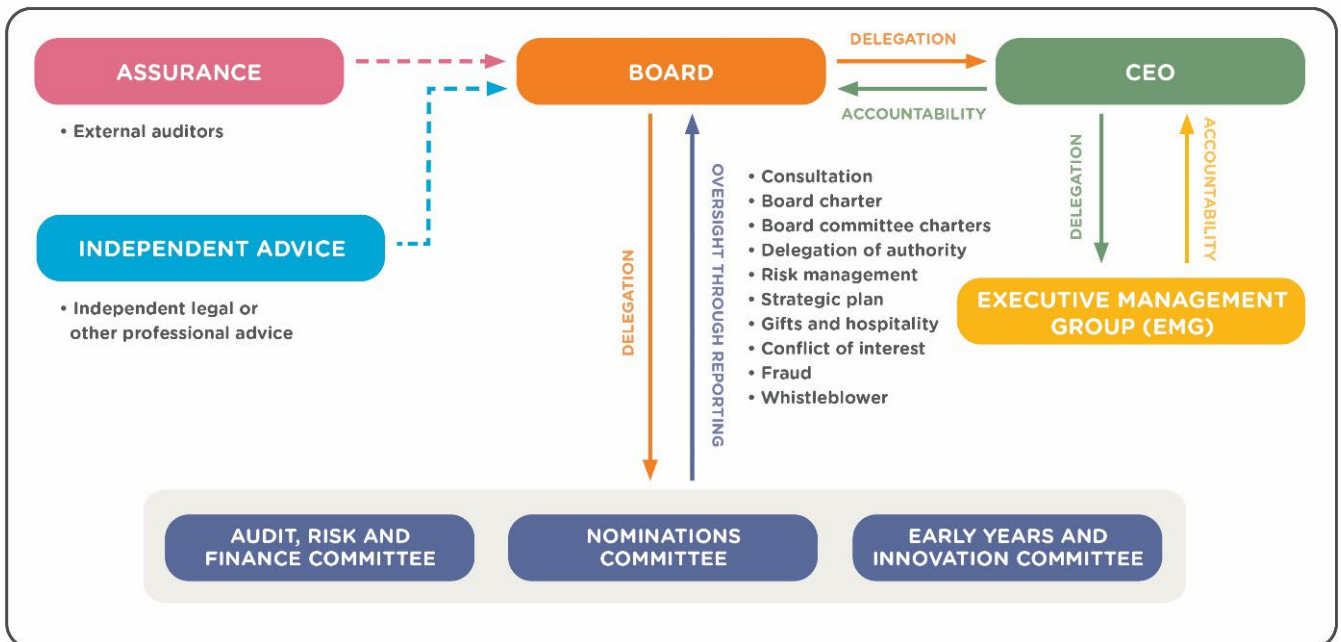 ASSURANCE
• External auditors
INDEPENDENT ADVICE
• Independent legal or
other professional advice
BOARD
DELEGATION
ACCOUNTABILITY
CEO
DELEGATION
ACCOUNTABILITY
EXECUTIVE MANAGEMENT
GROUP (EMG)
DELEGATION
OVERSIGHT THROUGH REPORTING
• Consultation
• Board charter
• Board committee charters
• Delegation of authority
• Risk management
• Strategic plan
• Gifts and hospitality
• Conflict of interest
• Fraud
• Whistleblower
AUDIT, RISK AND
FINANCE COMMITTEE
NOMINATIONS
COMMITTEE
EARLY YEARS AND
INNOVATION COMMITTEE